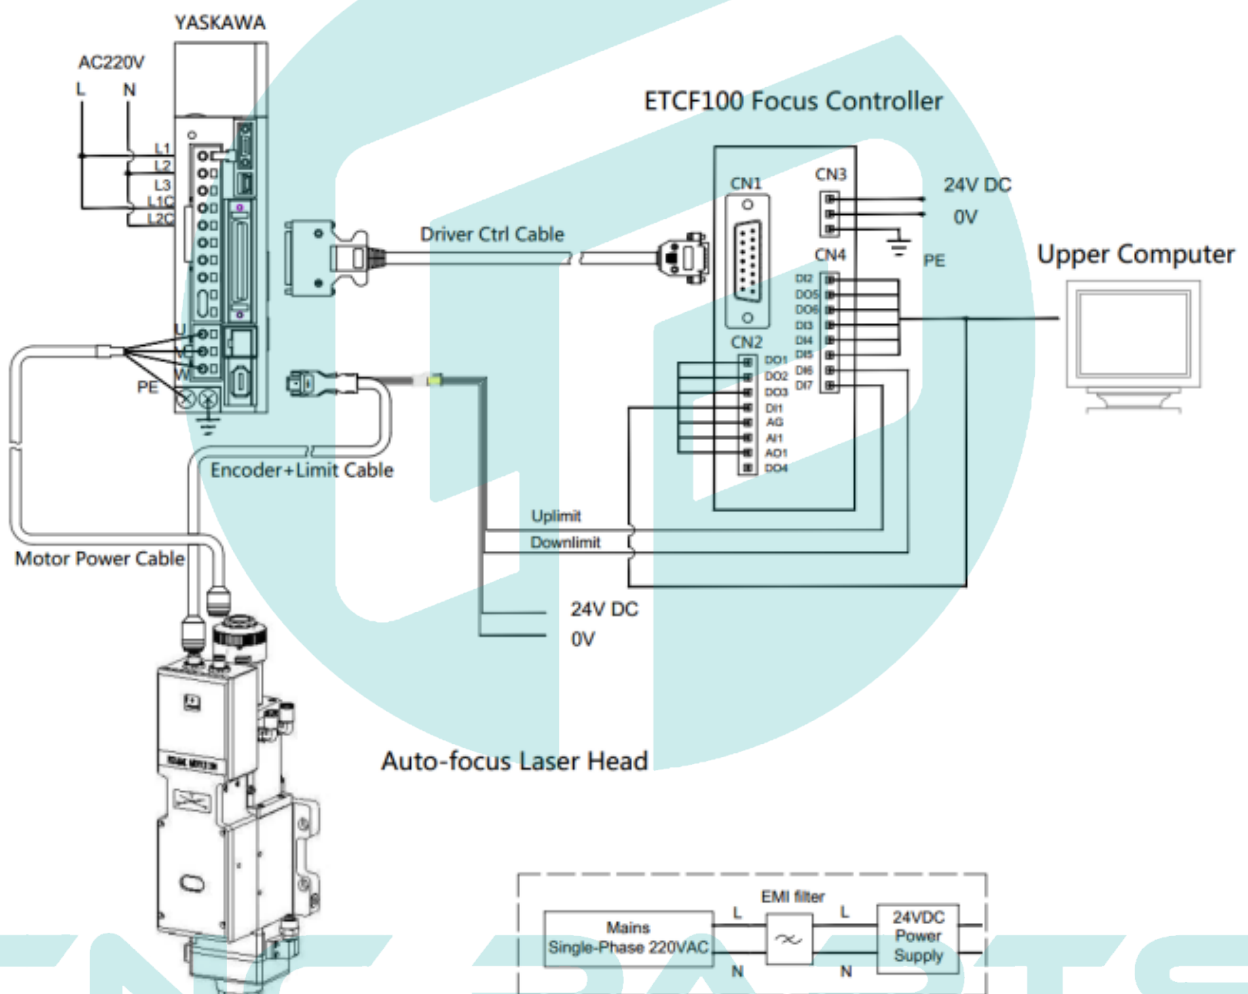 YASKAWA
AC220V
L N
L1
L2
L3
L1C
L2C
U
V
W
PE
Driver Ctrl Cable
Encoder+Limit Cable
Motor Power Cable
ETCF100 Focus Controller
CN1
CN3
24V DC
0V
PE
CN4
DI2
DO5
DO6
DI3
DI4
DI5
DI6
DI7
CN2
DO1
DO2
DO3
DI1
AG
AI1
AO1
DO4
Upper Computer
Uplimit
Downlimit
24V DC
0V
Auto-focus Laser Head
EMI filter
Mains
Single-Phase 220VAC
L
N
L
N
24VDC
Power
Supply
PARTS